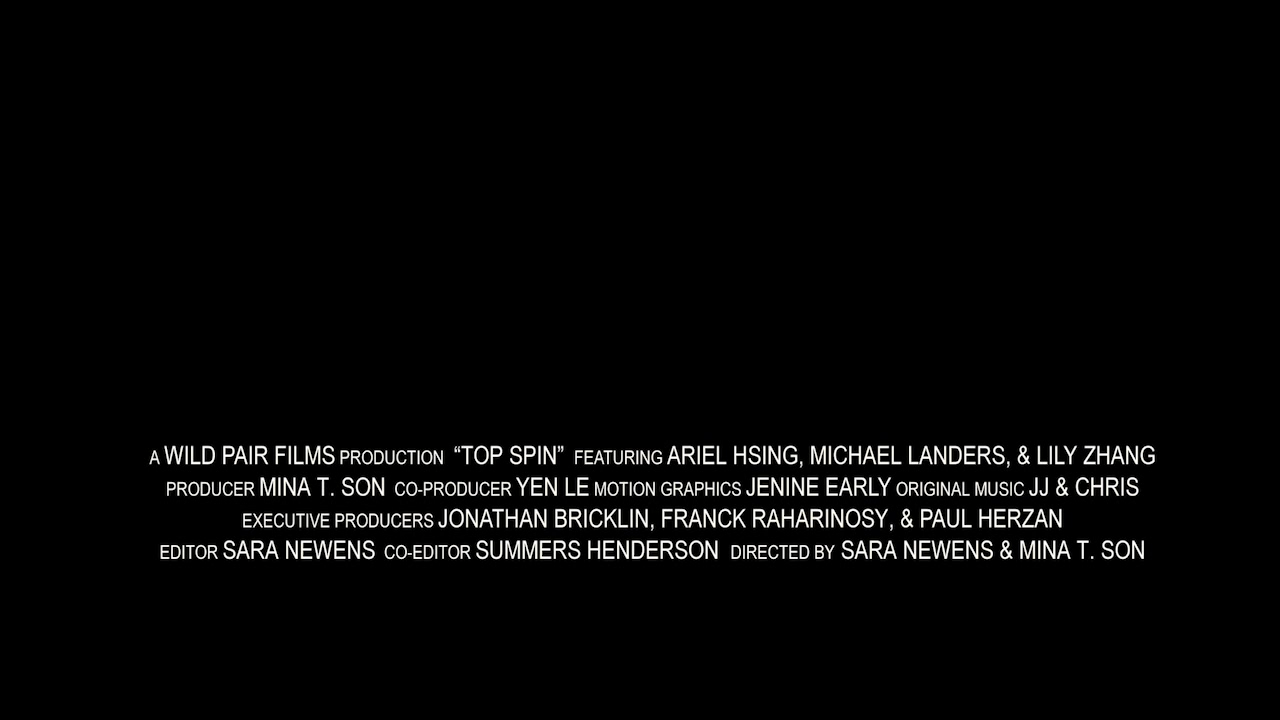 A WILD PAIR FILMS PRODUCTION “TOP SPIN” FEATURING ARIEL HSING, MICHAEL LANDERS, & LILY ZHANG
PRODUCER MINA T. SON CO-PRODUCER YEN LE MOTION GRAPHICS JENINE EARLY ORIGINAL MUSIC JJ & CHRIS
EXECUTIVE PRODUCERS JONATHAN BRICKLIN, FRANCK RAHARINOSY, & PAUL HERZAN
EDITOR SARA NEWENS CO-EDITOR SUMMERS HENDERSON DIRECTED BY SARA NEWENS & MINA T. SON